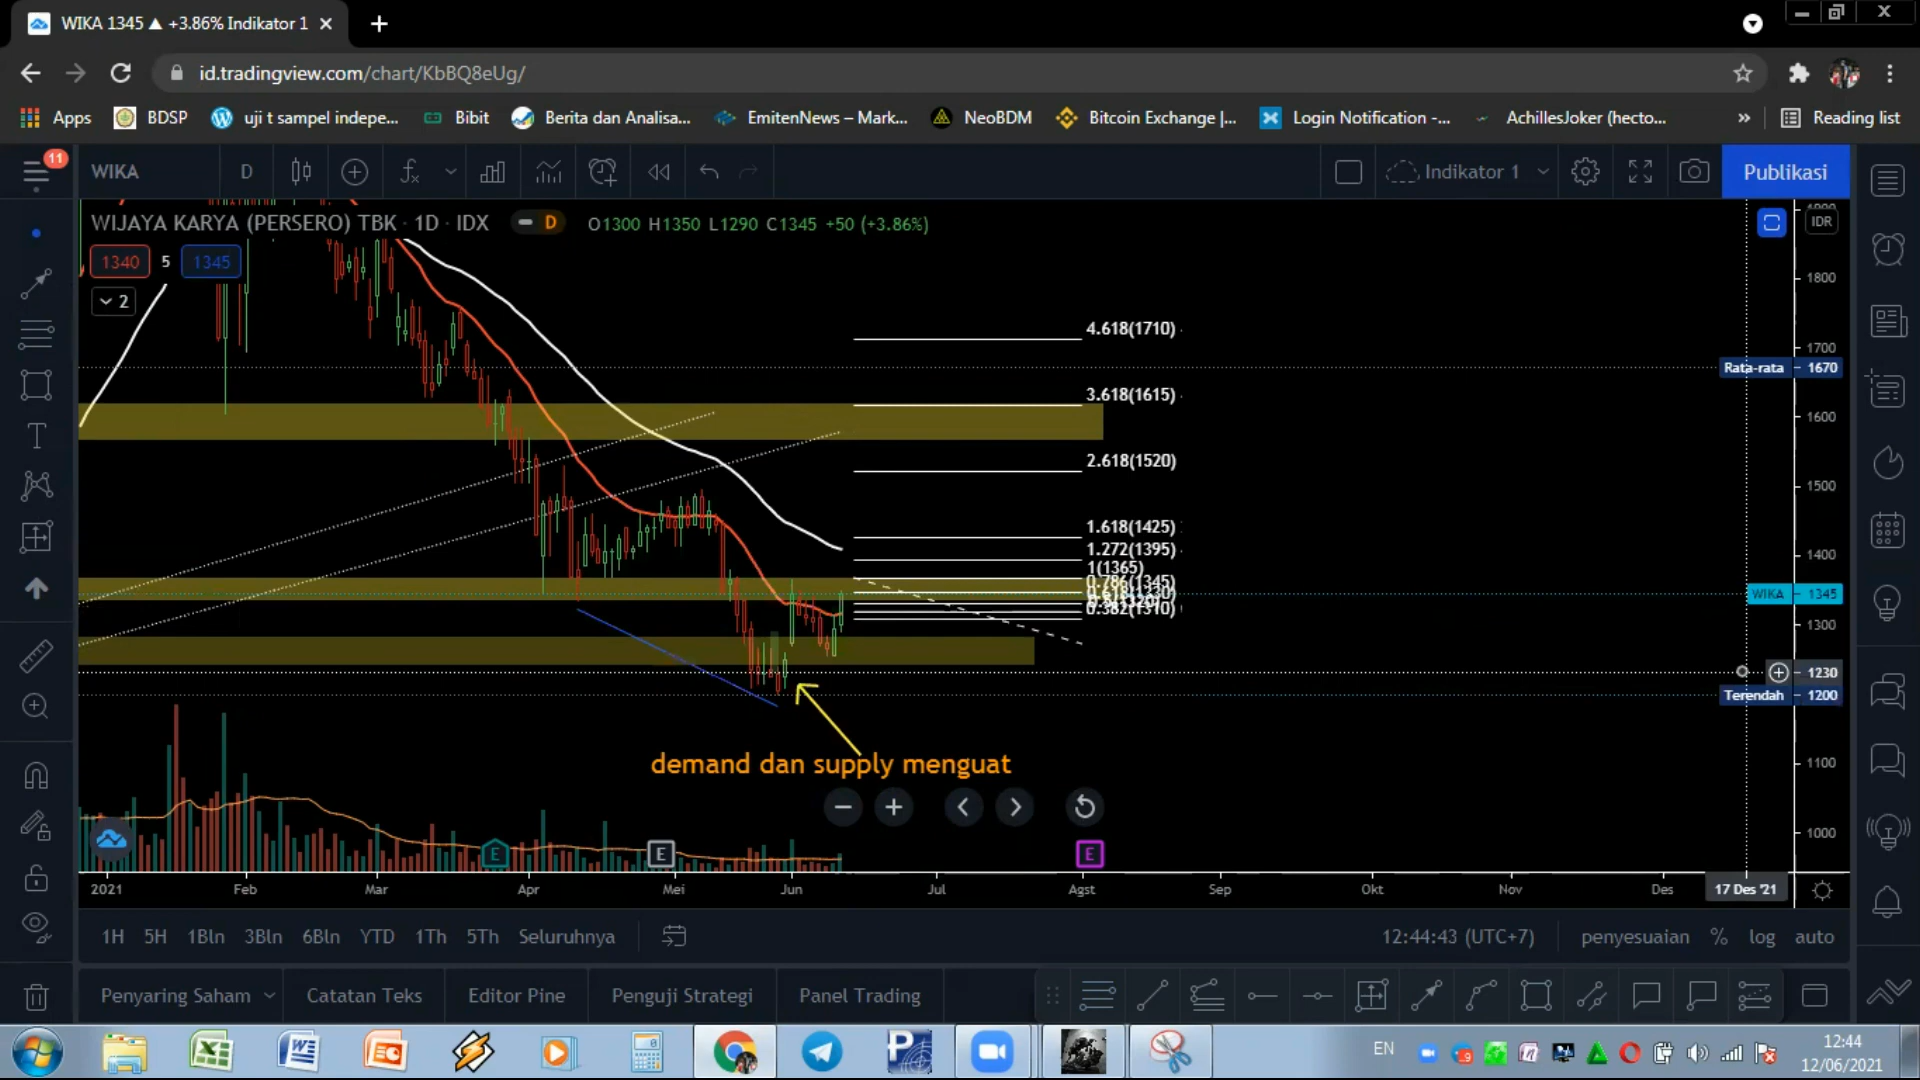 WIKA 1345 ▲ +3.86% Indikator 1
id.tradingview.com/chart/KbBQ8eUg/
Apps BDSP uji t sampel indepe... Bibit Berita dan Analisa... EmitenNews – Mark... NeoBDM Bitcoin Exchange |... Login Notification -... AchillesJoker (hecto... » Reading list
11
WIKA D Indikator 1 Publikasi
WIJAYA KARYA (PERSERO) TBK · 1D · IDX D O1300 H1350 L1290 C1345 +50 (+3.86%)
IDR
1340 5 1345
2
1800
4.618(1710)
1700
Rata-rata 1670
3.618(1615)
1600
2.618(1520)
1500
1.618(1425)
1.272(1395)
1400
1(1365)
0.786(1345)
WIKA 1345
0.382(1310)
1300
1230
Terendah 1200
demand dan supply menguat
1100
1000
E E E
2021 Feb Mar Apr Mei Jun Jul Agst Sep Okt Nov Des 17 Des '21
1H 5H 1Bln 3Bln 6Bln YTD 1Th 5Th Seluruhnya 12:44:43 (UTC+7) penyesuaian % log auto
Penyaring Saham Catatan Teks Editor Pine Penguji Strategi Panel Trading
EN
12:44
12/06/2021